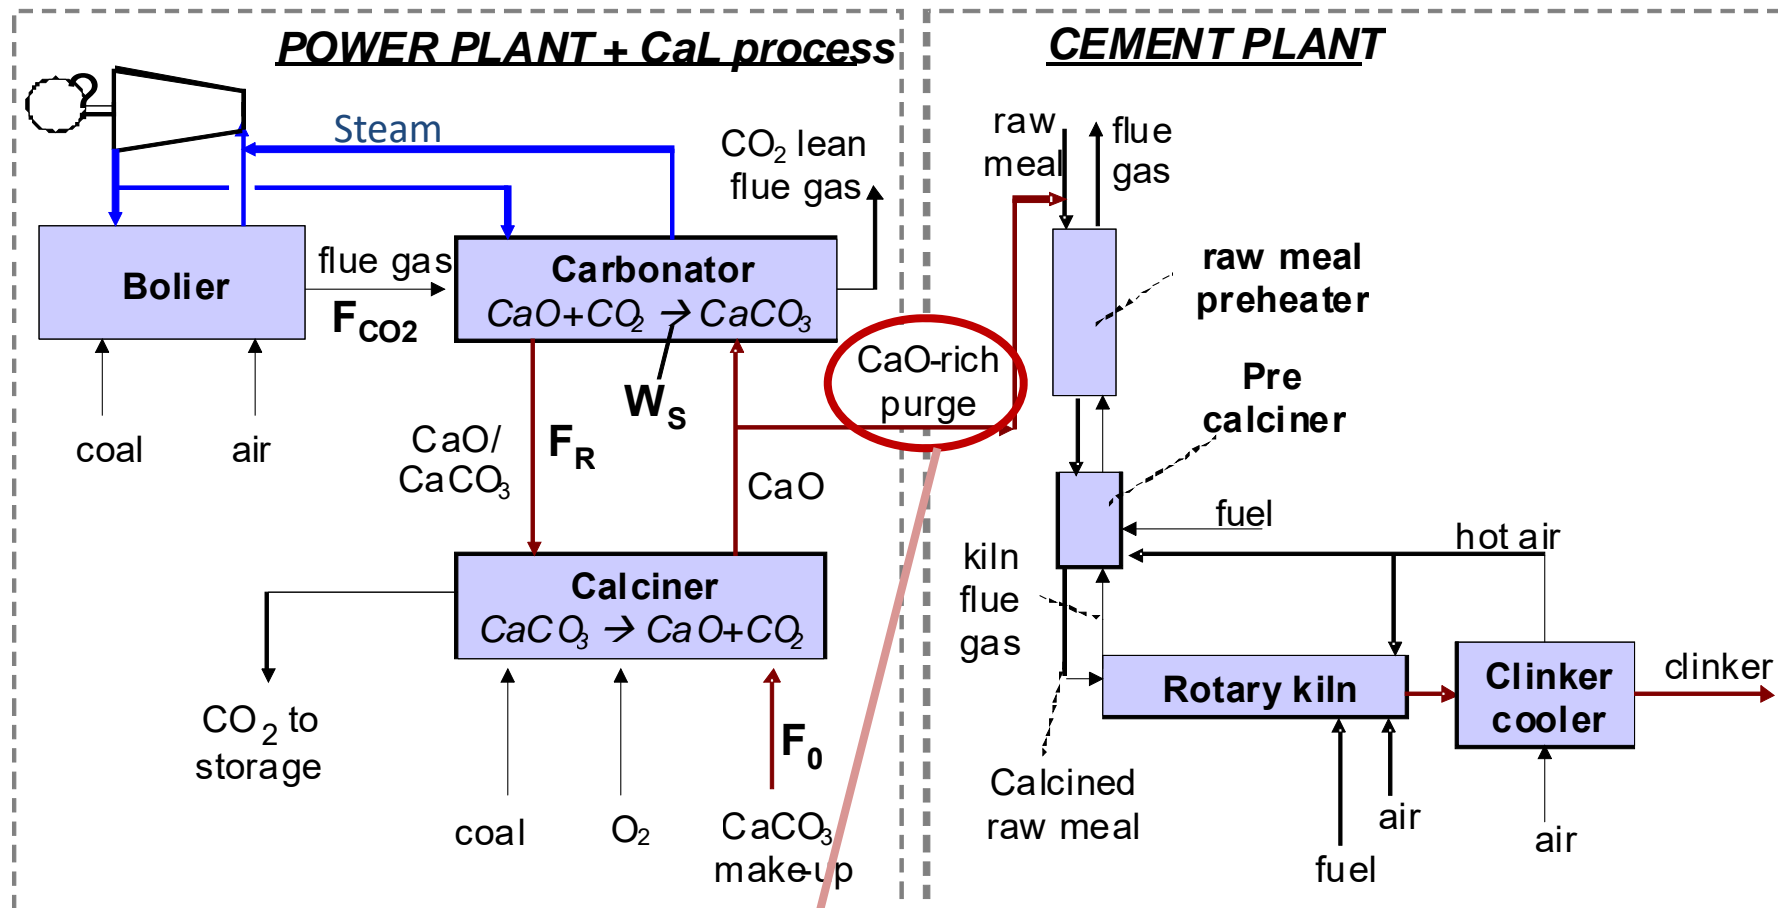 POWER PLANT + CaL process
CEMENT PLANT
?
Steam
CO2 lean
flue gas
raw
meal
flue
gas
Bolier
flue gas
FCO2
Carbonator
CaO+CO2 → CaCO3
raw meal
preheater
WS
CaO-rich
purge
Pre
calciner
coal
air
CaO/
CaCO3
FR
CaO
fuel
hot air
kiln
flue
gas
Calciner
CaCO3 → CaO+CO2
Rotary kiln
Clinker
cooler
clinker
CO2 to
storage
F0
coal
O2
CaCO3
make-up
Calcined
raw meal
air
fuel
air